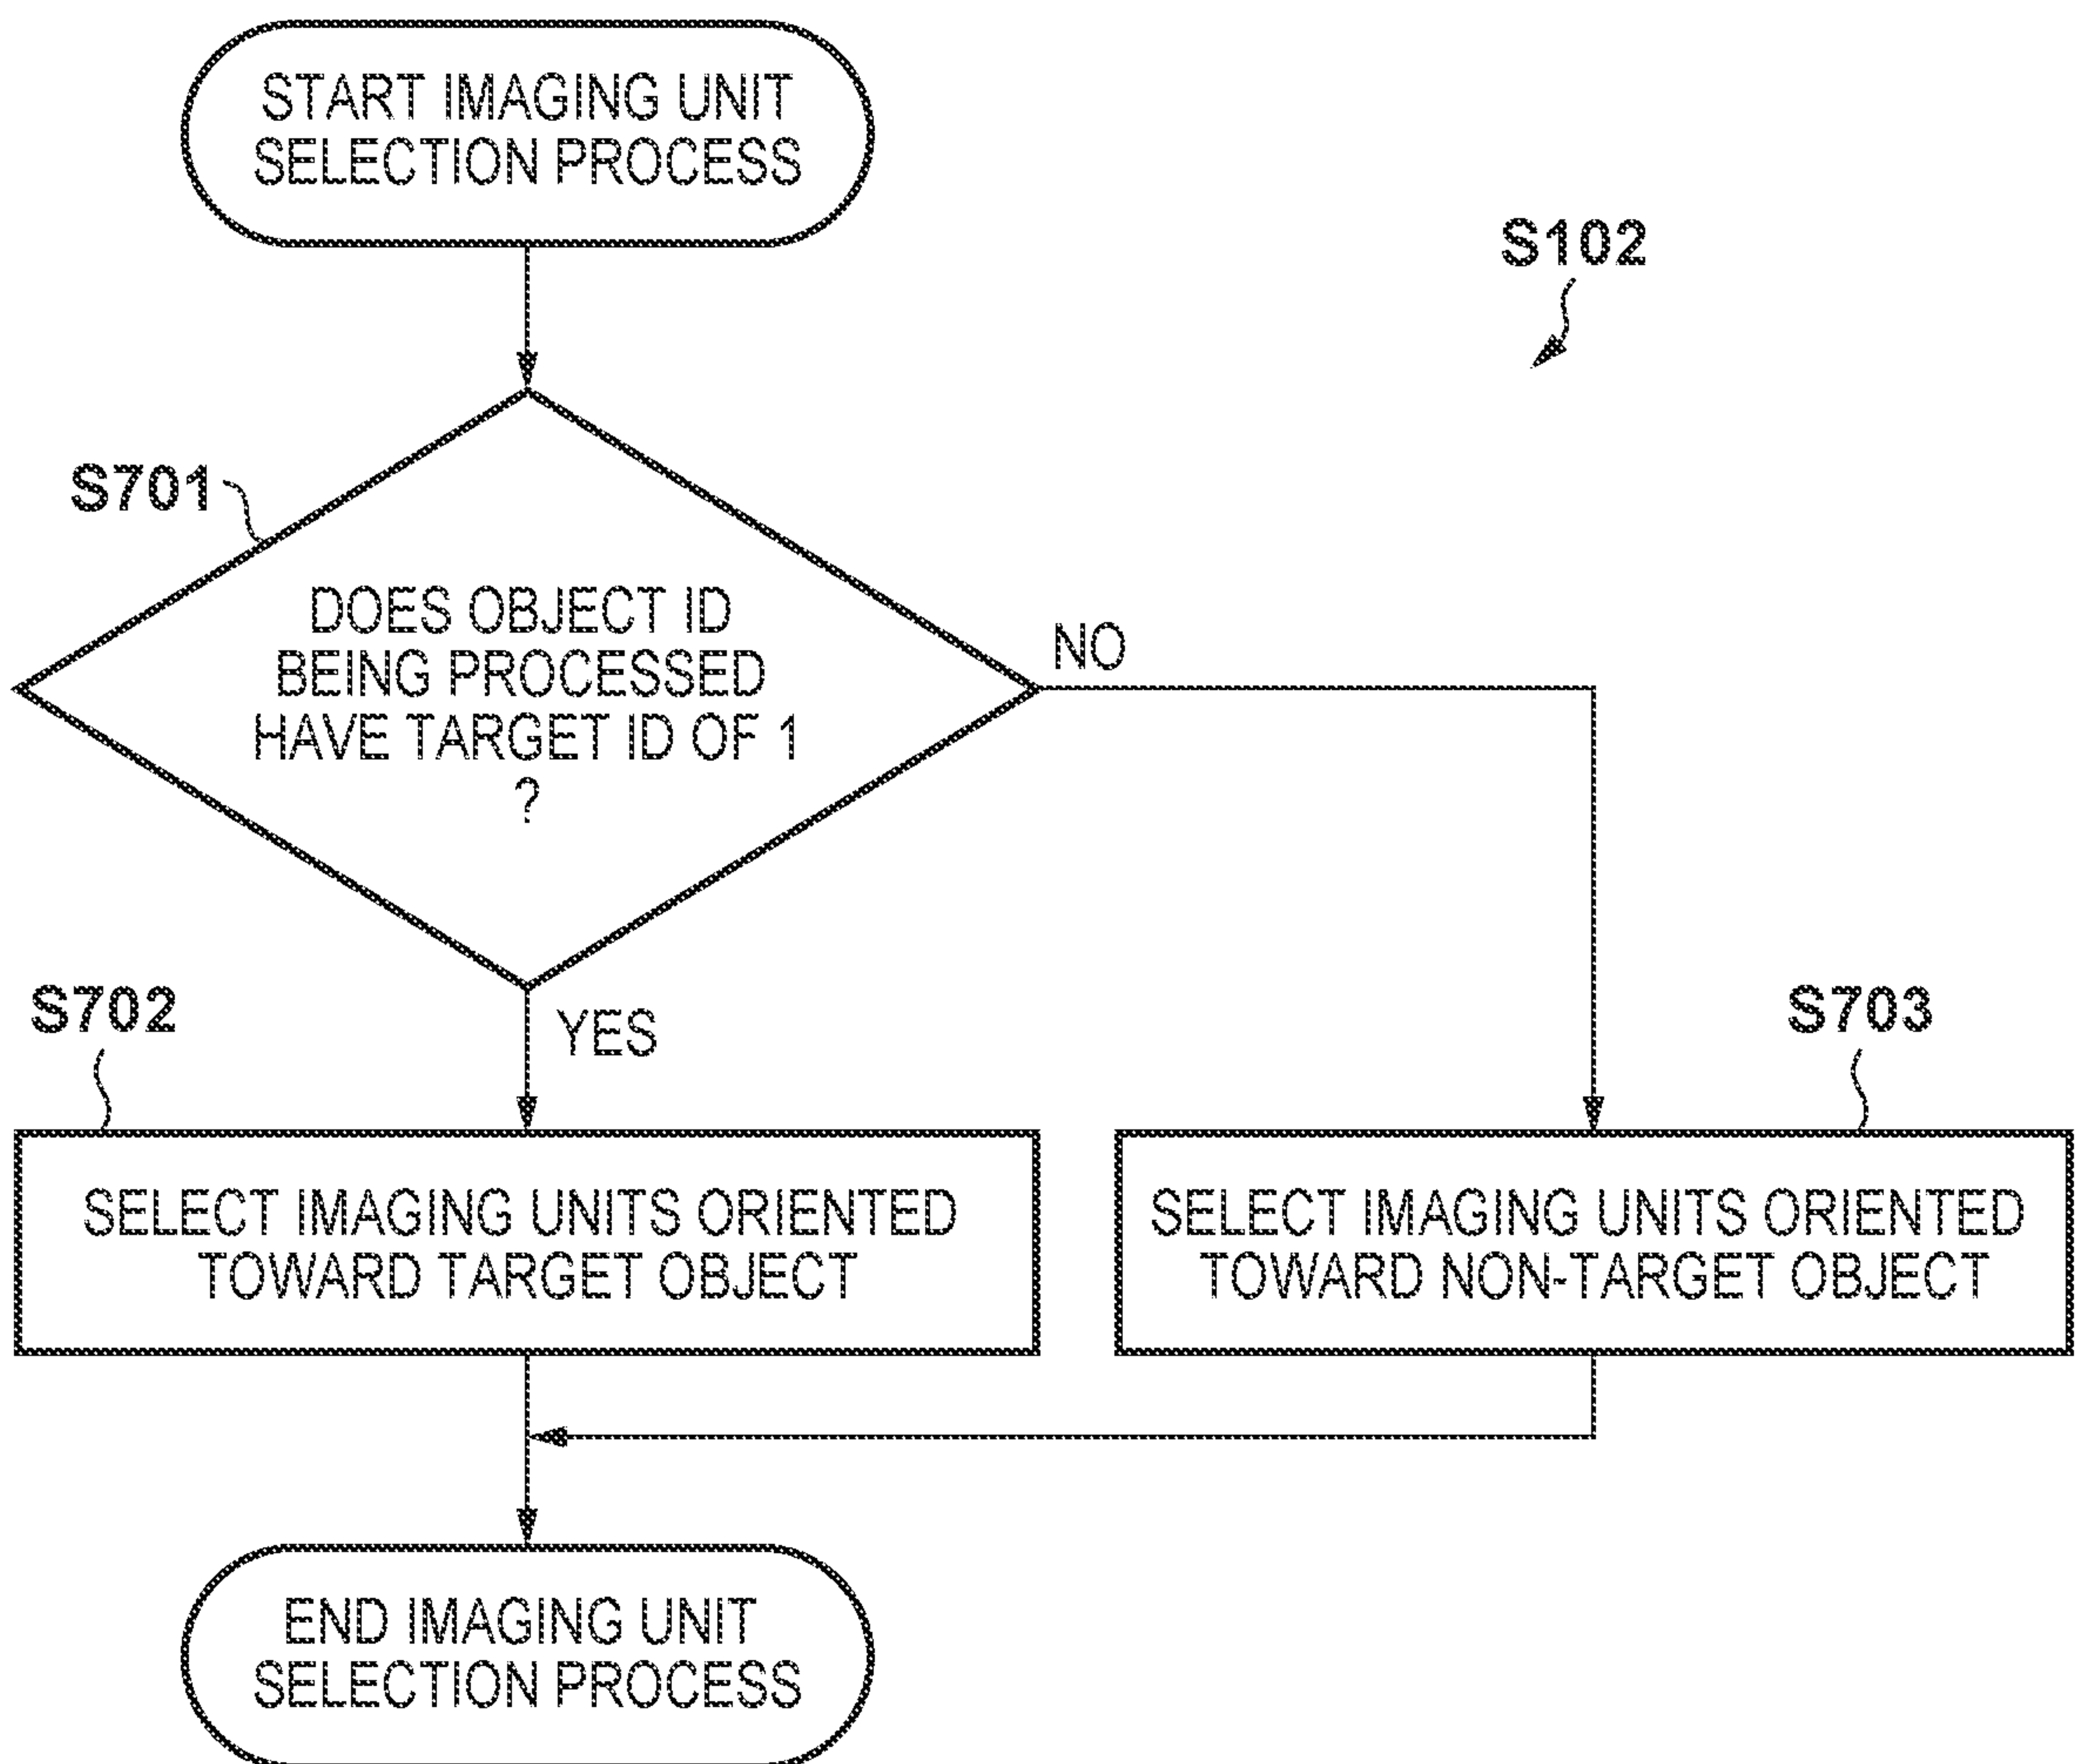 START IMAGING UNIT
SELECTION PROCESS
S102
S701
DOES OBJECT ID
BEING PROCESSED
HAVE TARGET ID OF 1
?
NO
YES
S702
S703
SELECT IMAGING UNITS ORIENTED
TOWARD TARGET OBJECT
SELECT IMAGING UNITS ORIENTED
TOWARD NON-TARGET OBJECT
END IMAGING UNIT
SELECTION PROCESS